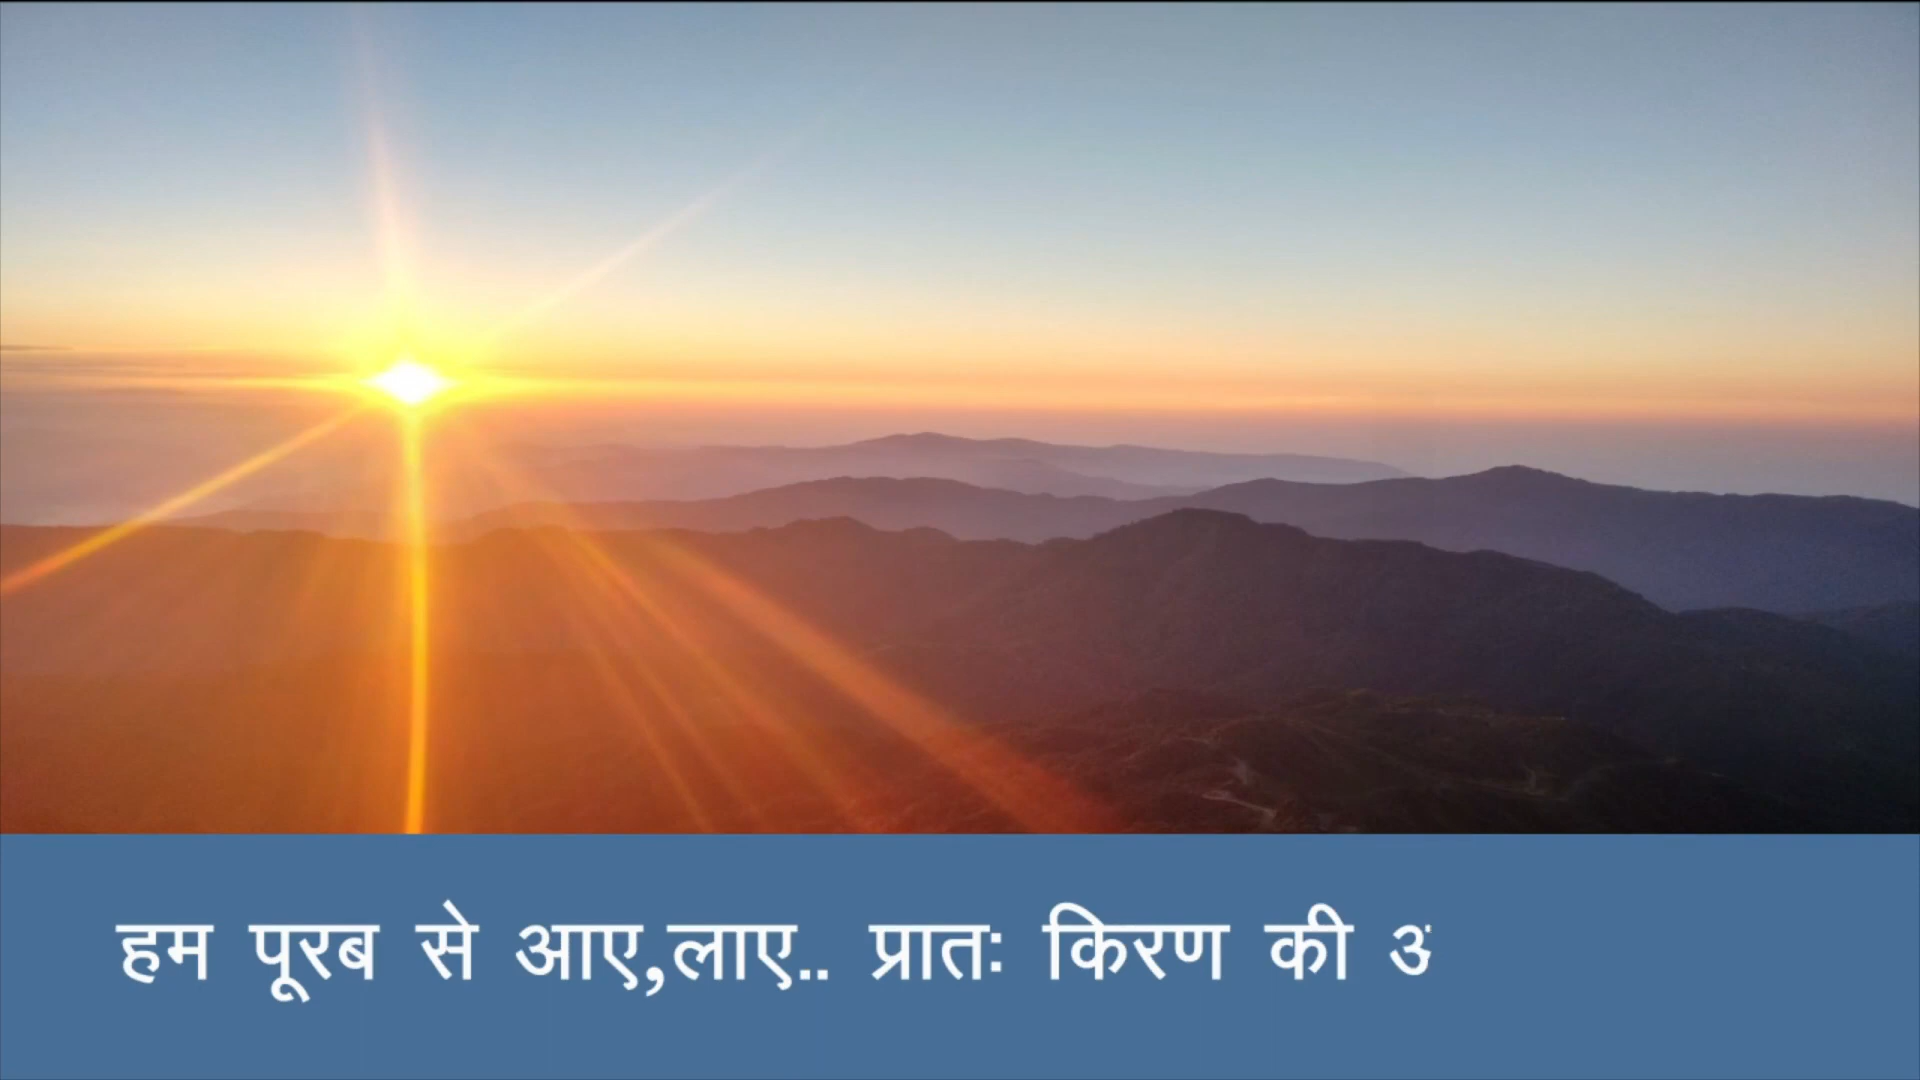 हम पूरब से आए,लाए.. प्रातः किरण की